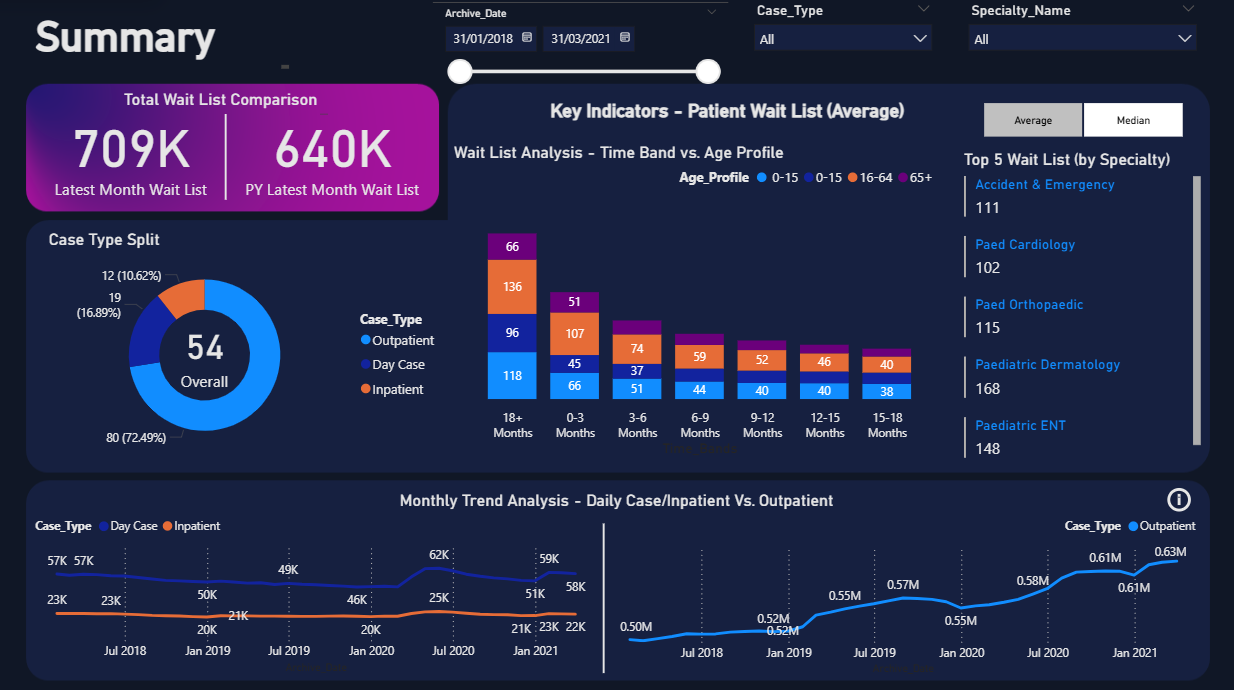 Summary
Archive_Date
31/01/2018
31/03/2021
Case_Type
All
Specialty_Name
All
Total Wait List Comparison
709K
Latest Month Wait List
640K
PY Latest Month Wait List
Key Indicators - Patient Wait List (Average)
Average
Median
Case Type Split
12 (10.62%)
19
(16.89%)
54
Overall
80 (72.49%)
Case_Type
Outpatient
Day Case
Inpatient
Wait List Analysis - Time Band vs. Age Profile
Age_Profile 0-15 0-15 16-64 65+
66
136
96
118
51
107
45
66
74
37
51
59
44
52
40
46
40
40
38
18+
Months
0-3
Months
3-6
Months
6-9
Months
9-12
Months
12-15
Months
15-18
Months
Top 5 Wait List (by Specialty)
Accident & Emergency
111
Paed Cardiology
102
Paed Orthopaedic
115
Paediatric Dermatology
168
Paediatric ENT
148
Monthly Trend Analysis - Daily Case/Inpatient Vs. Outpatient
Case_Type Day Case Inpatient
57K 57K 50K 49K 46K 62K 51K 59K 58K
23K 23K 20K 21K 20K 25K 21K 23K 22K
Jul 2018 Jan 2019 Jul 2019 Jan 2020 Jul 2020 Jan 2021
Case_Type Outpatient
0.50M 0.52M 0.52M 0.55M 0.57M 0.55M 0.58M 0.61M 0.61M 0.63M
Jul 2018 Jan 2019 Jul 2019 Jan 2020 Jul 2020 Jan 2021